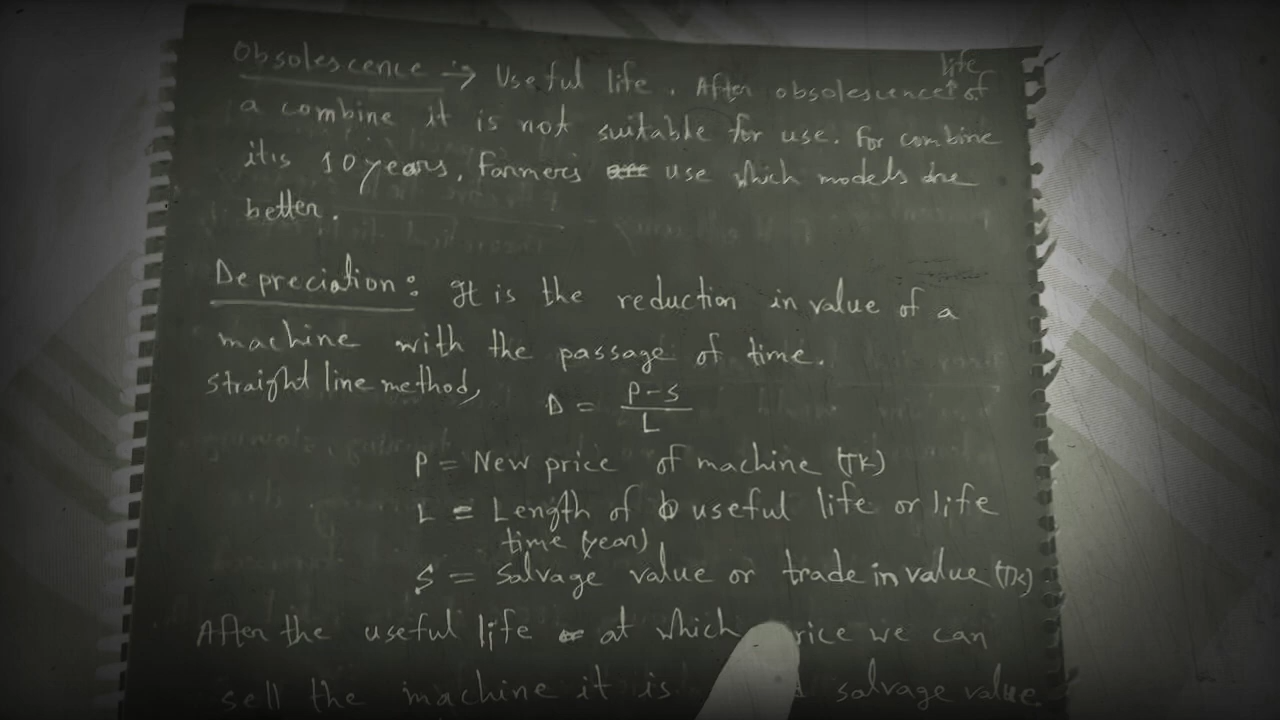 Obsolescence → Useful life. After obsolescence life of
a combine it is not suitable for use. For combine
it is 10 years, Farmers use which models are
better.
Depreciation: It is the reduction in value of a
machine with the passage of time.
straight line method,
D = P-S / L
P = New price of machine (TK)
L = Length of useful life or life
time (year)
S = Salvage value or trade in value (TK)
After the useful life at which rice we can
sell the machine it is salvage value.